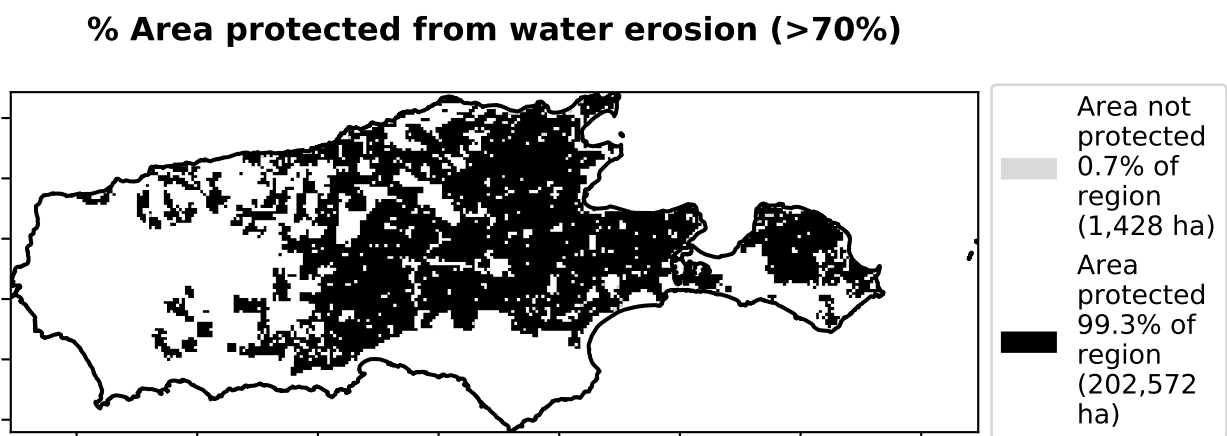 % Area protected from water erosion (>70%)
Area not
protected
0.7% of
region
(1,428 ha)
Area
protected
99.3% of
region
(202,572
ha)